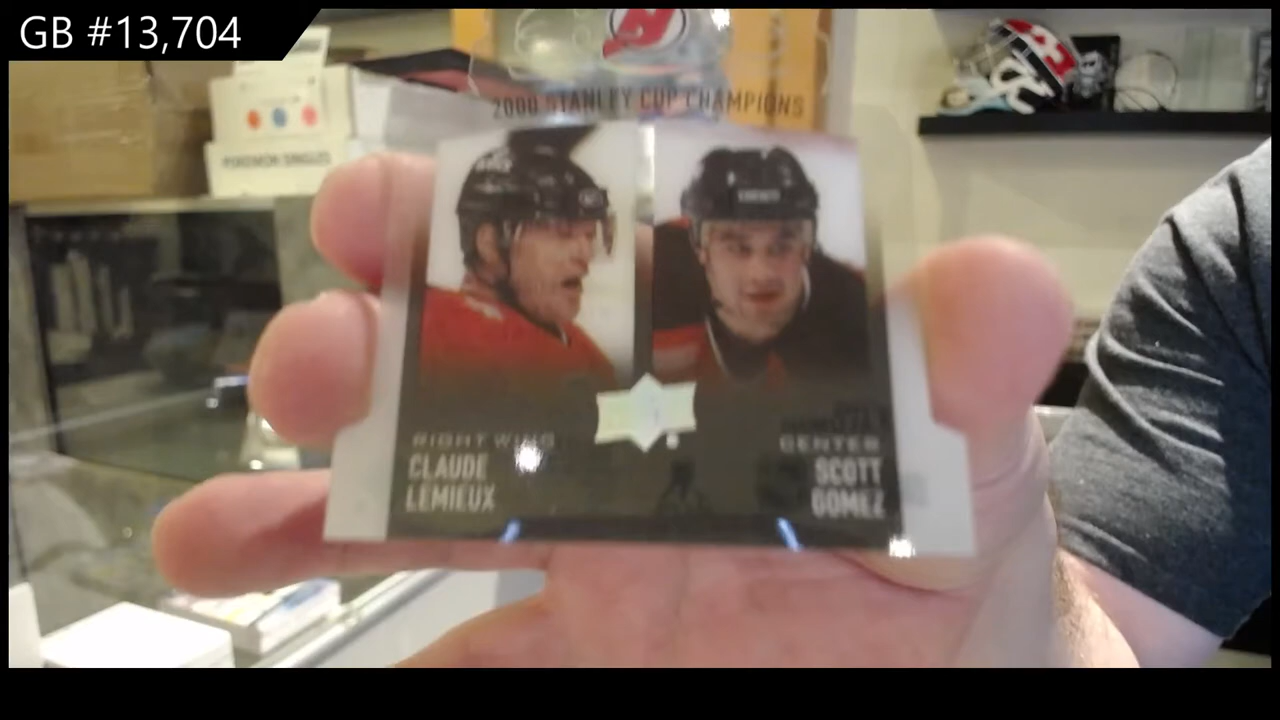 GB #13,704
POKEMON SINGLES
2000 STANLEY CUP CHAMPIONS
RIGHT WING
CLAUDE
LEMIEUX
CENTER
SCOTT
GOMEZ